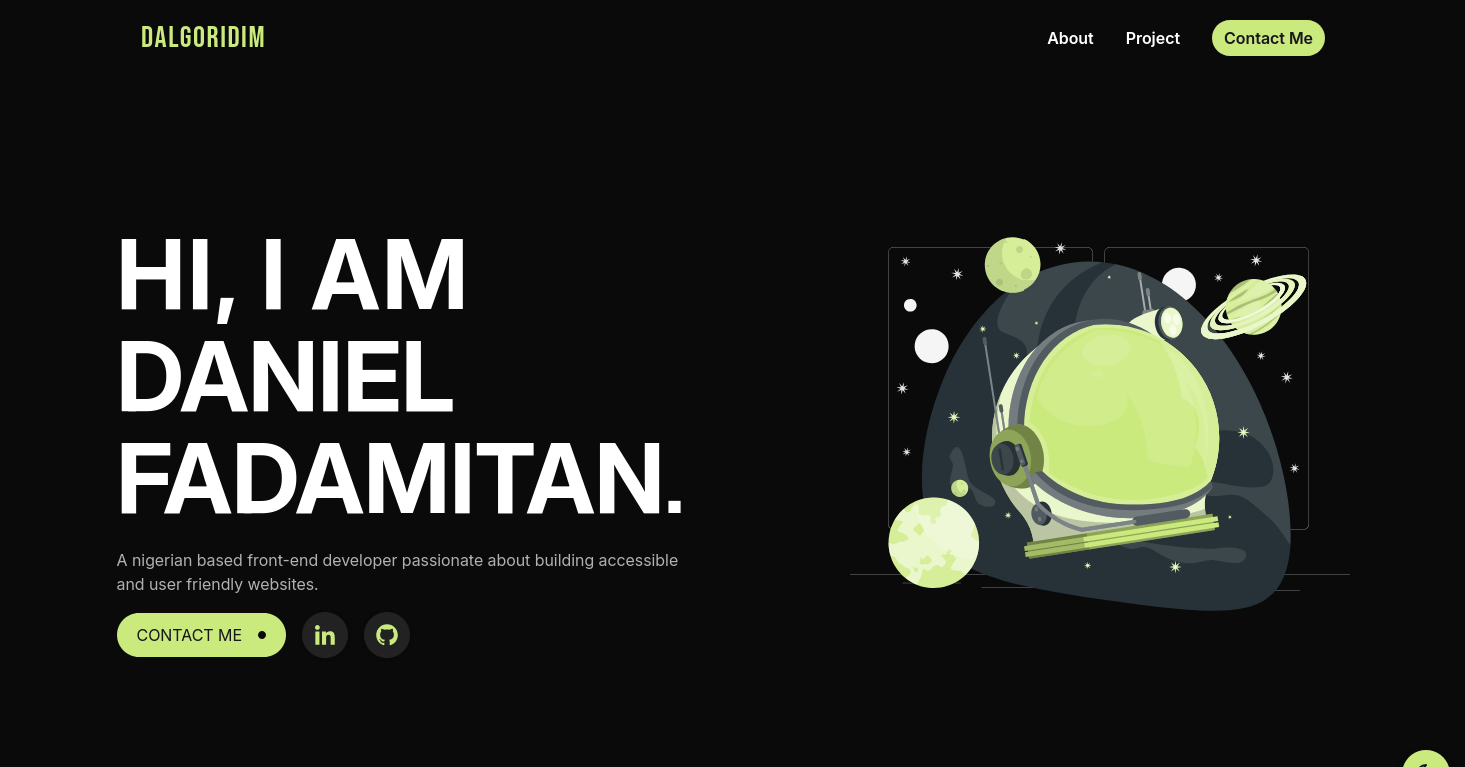 DALGORIDIM
About
Project
Contact Me
HI, I AM
DANIEL
FADAMITAN.
A nigerian based front-end developer passionate about building accessible
and user friendly websites.
CONTACT ME